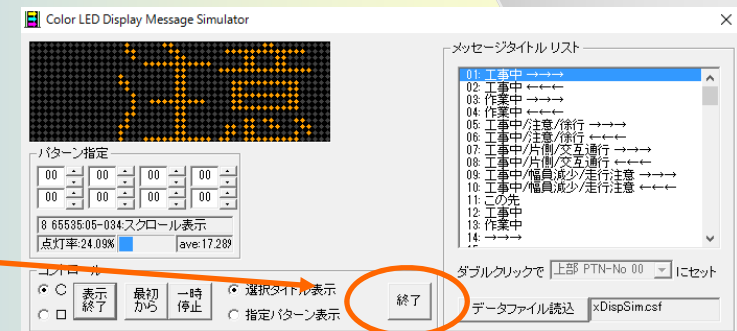 Color LED Display Message Simulator
注意
パターン指定
00 00 00 00
00 00 00 00
8 65535:05-034:スクロール表示
点灯率:24.09% ave:17.289
コントロール
C 表示終了 最初から 一時停止 選択タイトル表示
ロ 指定パターン表示
終了
メッセージタイトル リスト
01: 工事中 →→→
02: 工事中 ←←←
03: 作業中 →→→
04: 作業中 ←←←
05: 工事中/注意/徐行 →→→
06: 工事中/注意/徐行 ←←←
07: 工事中/片側/交互通行 →→→
08: 工事中/片側/交互通行 ←←←
09: 工事中/幅員減少/走行注意 →→→
10: 工事中/幅員減少/走行注意 ←←←
11: この先
12: 工事中
13: 作業中
14: →→→
ダブルクリックで 上部 PTN-No 00 にセット
データファイル読込 xDispSim.csf